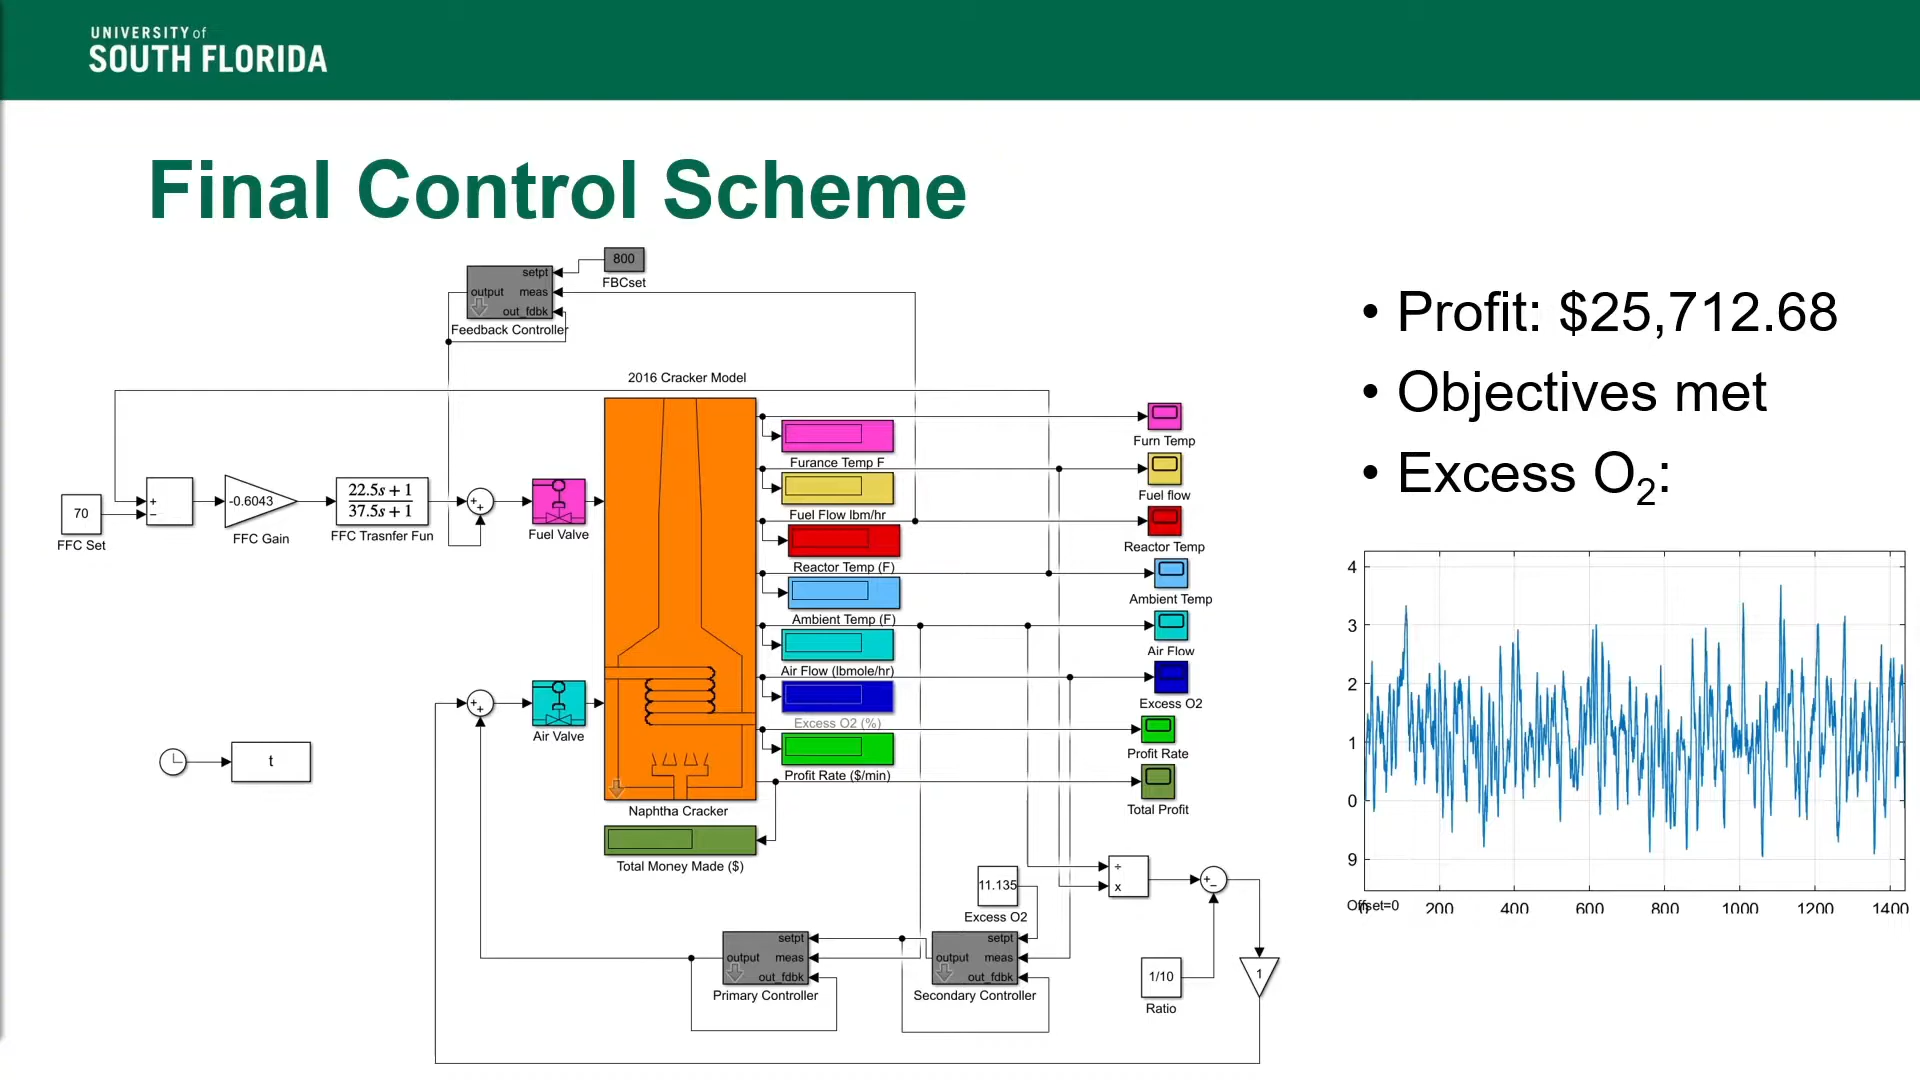 UNIVERSITY of
SOUTH FLORIDA
Final Control Scheme
800
FBCset
setpt
output meas
out_fdbk
Feedback Controller
2016 Cracker Model
70
FFC Set
+
−
-0.6043
FFC Gain
22.5s + 1
37.5s + 1
FFC Trasnfer Fun
+
+
Fuel Valve
Furance Temp F
Fuel Flow lbm/hr
Reactor Temp (F)
Ambient Temp (F)
Air Flow (lbmole/hr)
Excess O2 (%)
Profit Rate ($/min)
Furn Temp
Fuel flow
Reactor Temp
Ambient Temp
Air Flow
Excess O2
Profit Rate
Total Profit
+
+
Air Valve
t
Naphtha Cracker
Total Money Made ($)
11.135
Excess O2
÷
x
+
−
setpt
output meas
out_fdbk
Primary Controller
setpt
output meas
out_fdbk
Secondary Controller
1/10
Ratio
1
• Profit: $25,712.68
• Objectives met
• Excess O₂:
4
3
2
1
0
9
Offset=0
200 400 600 800 1000 1200 1400